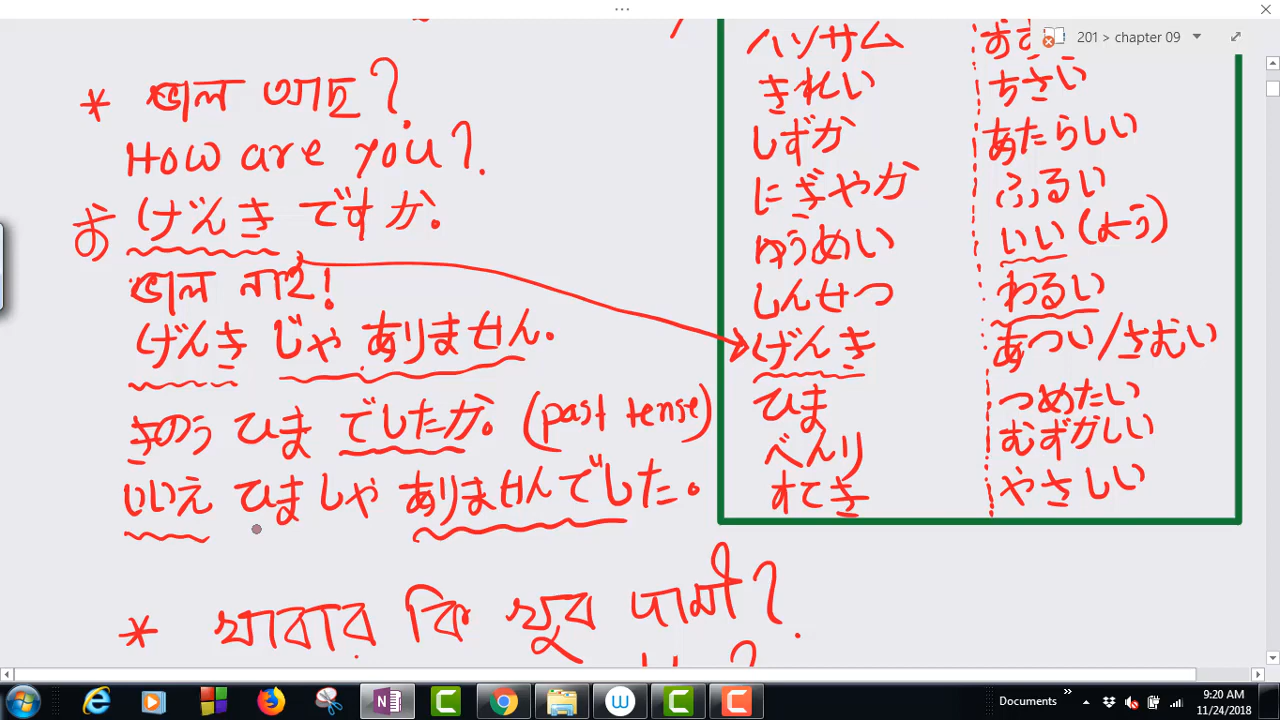 201 > chapter 09
* ভাল আছ?
How are you?
お げんき ですか.
ভাল নাই!
げんき じゃ ありません.
きのう ひま でしたか. (past tense)
いいえ ひま しゃ ありませんでした.
* খাবার কি খুব দামী?
ハンサム
きれい
しずか
にぎやか
ゆうめい
しんせつ
げんき
ひま
べんり
すてき
ちさい
あたらしい
ふるい
いい (よう)
わるい
あつい/さむい
つめたい
むずかしい
やさしい
Documents
9:20 AM
11/24/2018